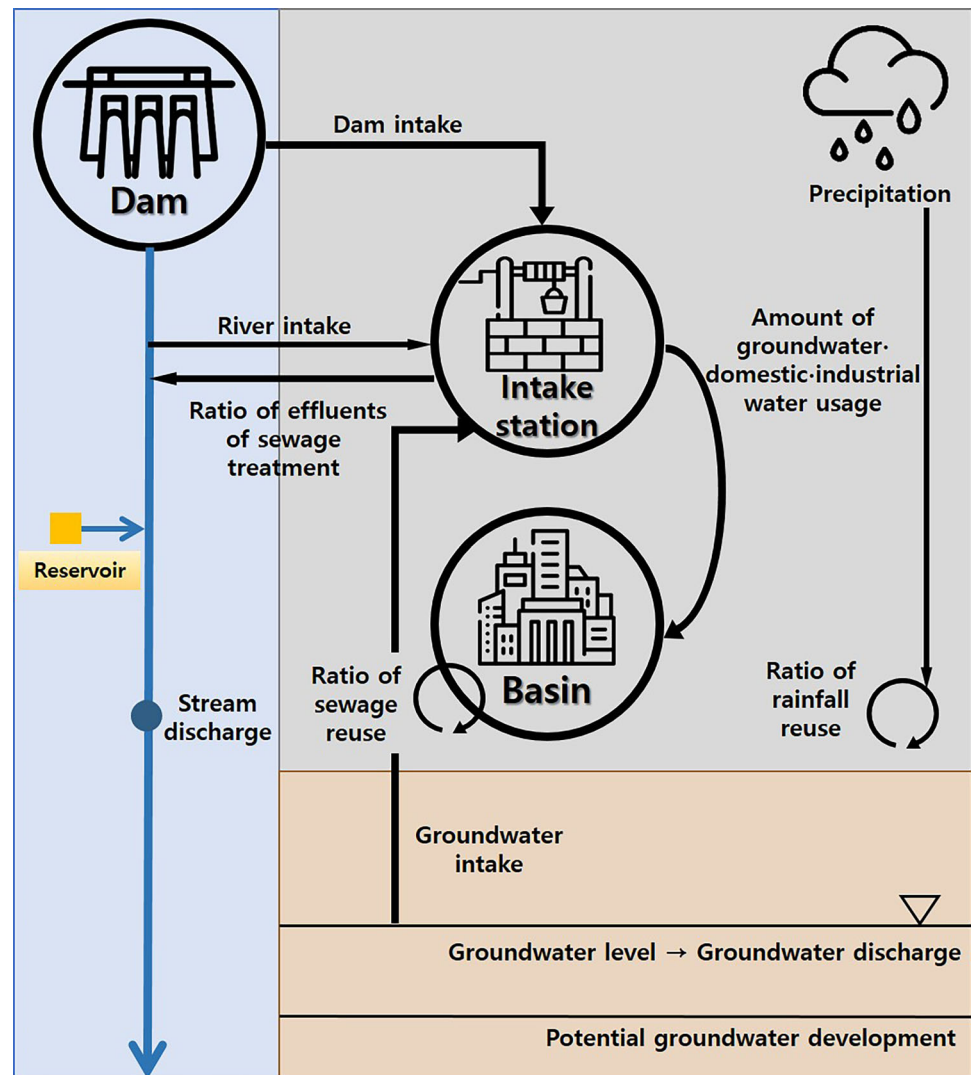 Dam
Dam intake
Precipitation
River intake
Intake
station
Amount of
groundwater·
domestic·industrial
water usage
Ratio of effluents
of sewage
treatment
Reservoir
Basin
Ratio of
sewage
reuse
Ratio of
rainfall
reuse
Stream
discharge
Groundwater
intake
Groundwater level → Groundwater discharge
Potential groundwater development